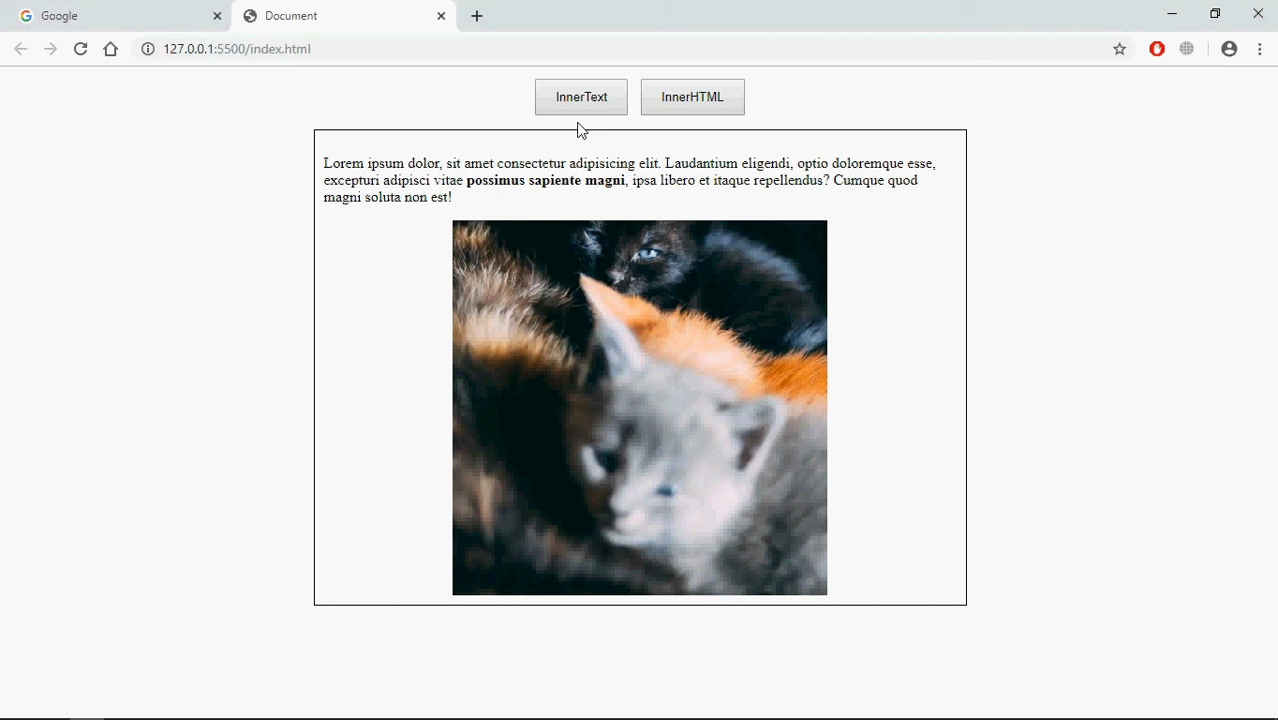 Google
Document
127.0.0.1:5500/index.html
InnerText InnerHTML
Lorem ipsum dolor, sit amet consectetur adipisicing elit. Laudantium eligendi, optio doloremque esse,
excepturi adipisci vitae possimus sapiente magni, ipsa libero et itaque repellendus? Cumque quod
magni soluta non est!